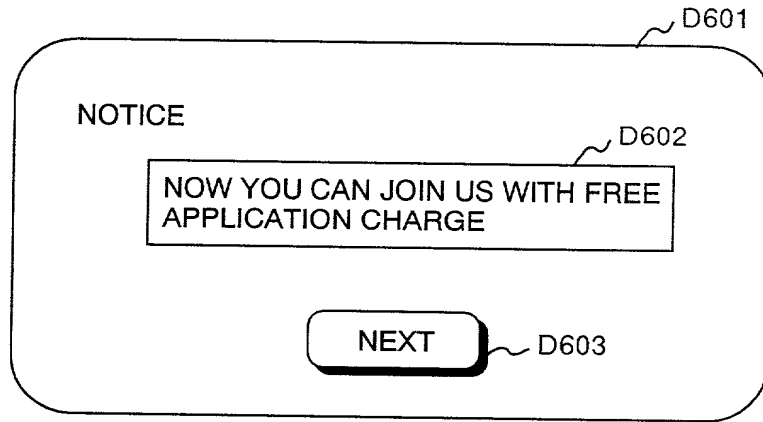 D601
NOTICE
D602
NOW YOU CAN JOIN US WITH FREE
APPLICATION CHARGE
NEXT
D603